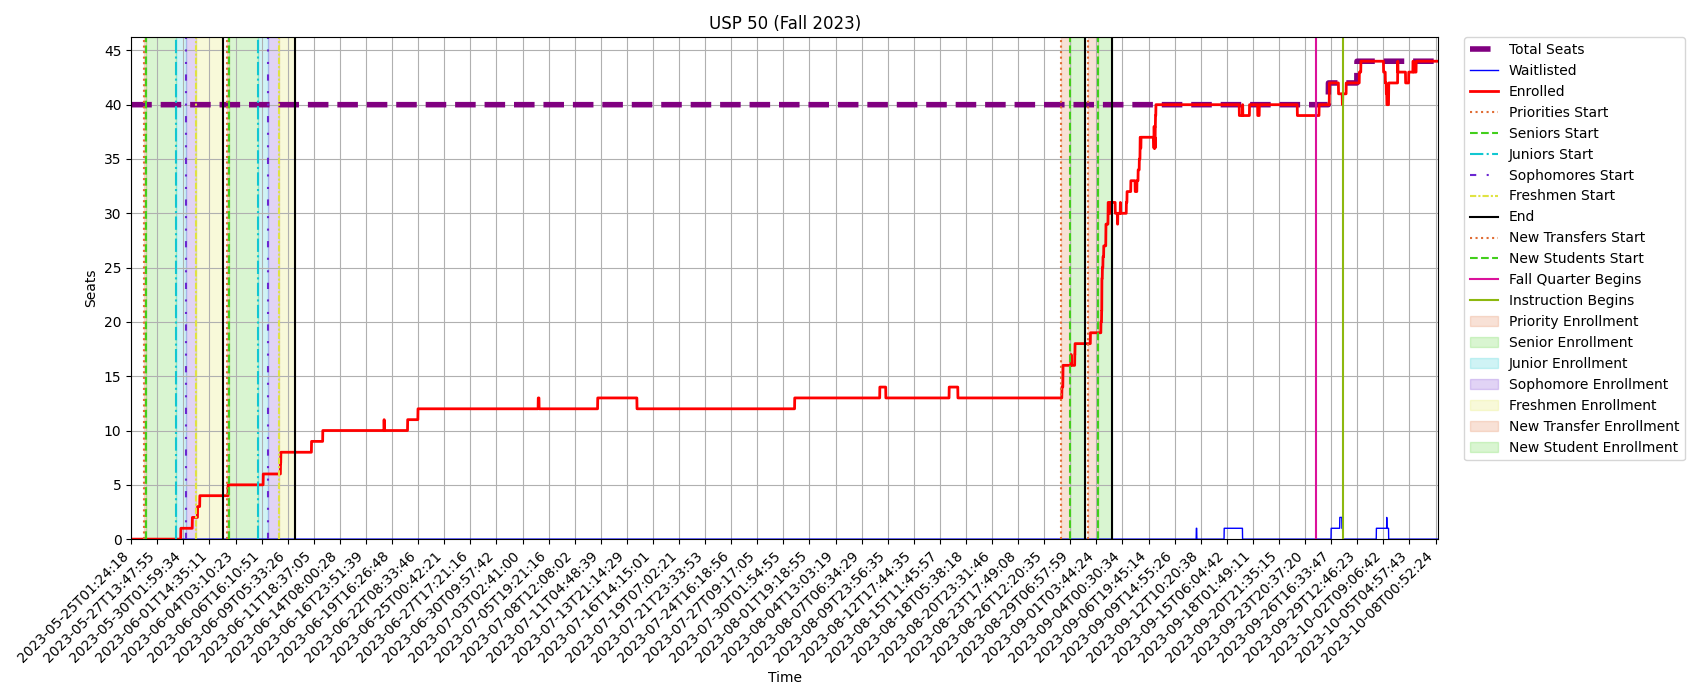 USP 50 (Fall 2023)
Seats
45
40
35
30
25
20
15
10
5
0
2023-05-25T01:24:18
2023-05-27T13:47:55
2023-05-30T01:59:34
2023-06-01T14:35:11
2023-06-04T03:10:23
2023-06-06T16:10:51
2023-06-09T05:33:26
2023-06-11T18:37:05
2023-06-14T08:00:28
2023-06-16T23:51:39
2023-06-19T16:26:48
2023-06-22T08:33:46
2023-06-25T00:42:21
2023-06-27T17:21:16
2023-06-30T09:57:42
2023-07-03T02:41:00
2023-07-05T19:21:16
2023-07-08T12:08:02
2023-07-11T04:48:39
2023-07-13T21:14:29
2023-07-16T14:15:01
2023-07-19T07:02:21
2023-07-21T23:33:53
2023-07-24T16:18:56
2023-07-27T09:17:05
2023-07-30T01:54:55
2023-08-01T19:18:55
2023-08-04T13:03:19
2023-08-07T06:34:29
2023-08-09T23:56:35
2023-08-12T17:44:35
2023-08-15T11:45:57
2023-08-18T05:38:18
2023-08-20T23:31:46
2023-08-23T17:49:08
2023-08-26T12:20:35
2023-08-29T06:57:59
2023-09-01T03:44:24
2023-09-04T00:30:34
2023-09-06T19:45:14
2023-09-09T14:55:26
2023-09-12T10:20:38
2023-09-15T06:04:42
2023-09-18T01:49:11
2023-09-20T21:35:15
2023-09-23T20:37:20
2023-09-26T16:33:47
2023-09-29T12:46:23
2023-10-02T09:06:42
2023-10-05T04:57:43
2023-10-08T00:52:24
Time
Total Seats
Waitlisted
Enrolled
Priorities Start
Seniors Start
Juniors Start
Sophomores Start
Freshmen Start
End
New Transfers Start
New Students Start
Fall Quarter Begins
Instruction Begins
Priority Enrollment
Senior Enrollment
Junior Enrollment
Sophomore Enrollment
Freshmen Enrollment
New Transfer Enrollment
New Student Enrollment